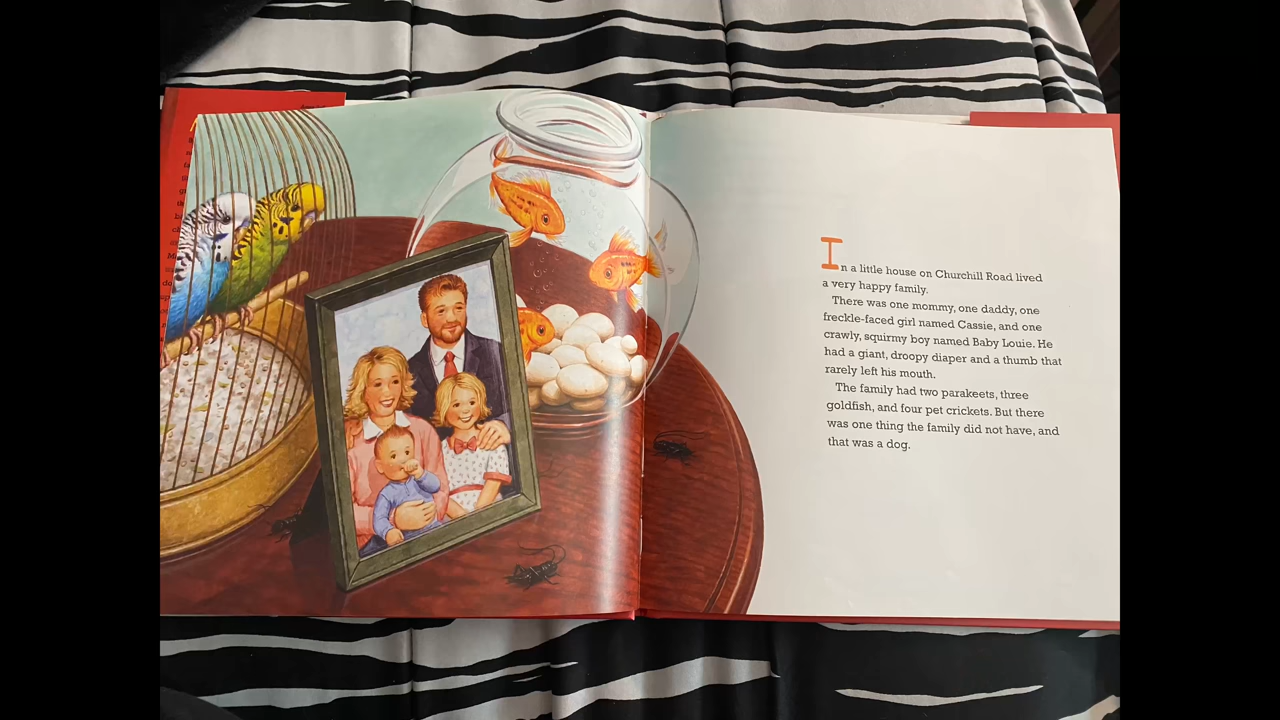 In a little house on Churchill Road lived
a very happy family.
There was one mommy, one daddy, one
freckle-faced girl named Cassie, and one
crawly, squirmy boy named Baby Louie. He
had a giant, droopy diaper and a thumb that
rarely left his mouth.
The family had two parakeets, three
goldfish, and four pet crickets. But there
was one thing the family did not have, and
that was a dog.